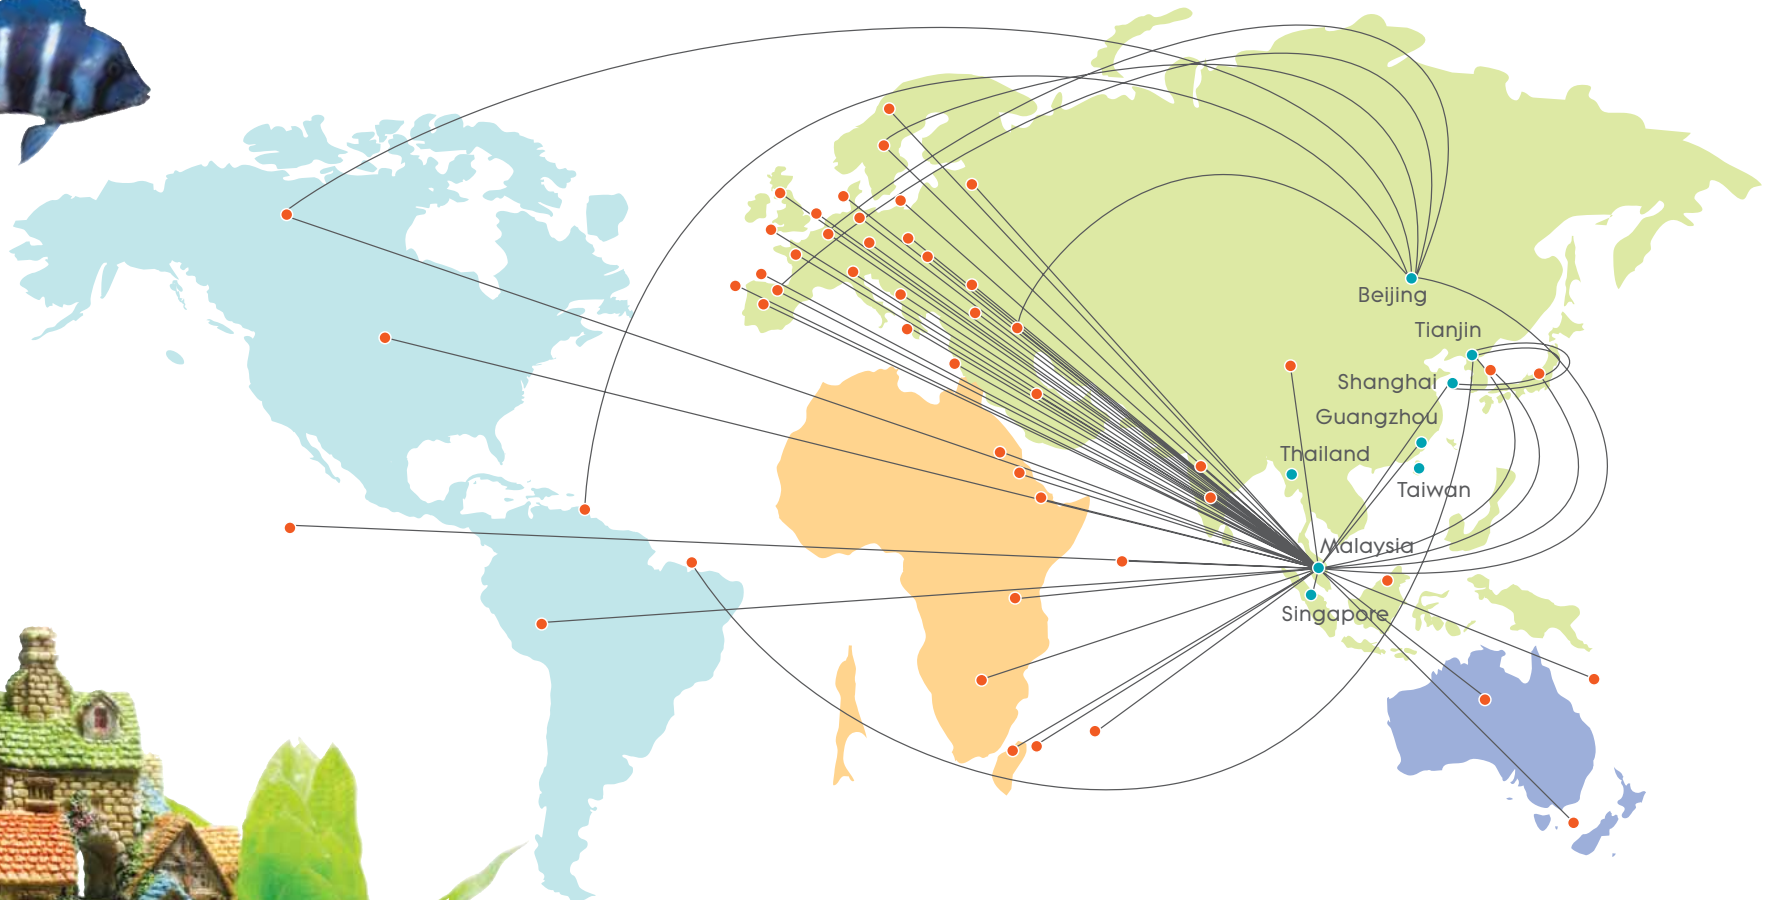 Beijing
Tianjin
Shanghai
Guangzhou
Thailand
Taiwan
Malaysia
Singapore